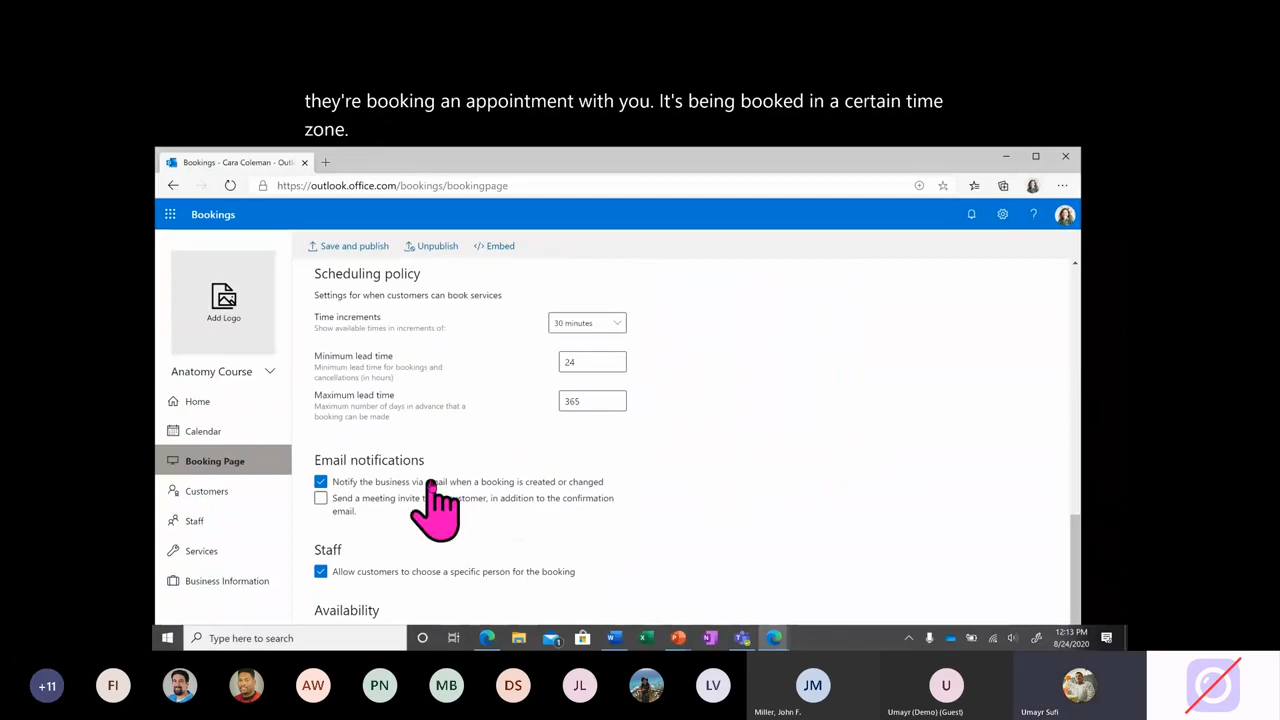 they're booking an appointment with you. It's being booked in a certain time
zone.
Bookings - Cara Coleman - Outl
https://outlook.office.com/bookings/bookingpage
Bookings
Save and publish
Unpublish
</> Embed
Add Logo
Anatomy Course
Home
Calendar
Booking Page
Customers
Staff
Services
Business Information
Scheduling policy
Settings for when customers can book services
Time increments
Show available times in increments of:
30 minutes
Minimum lead time
Minimum lead time for bookings and
cancellations (in hours)
24
Maximum lead time
Maximum number of days in advance that a
booking can be made
365
Email notifications
Notify the business via email when a booking is created or changed
Send a meeting invite t customer, in addition to the confirmation
email.
Staff
Allow customers to choose a specific person for the booking
Availability
Type here to search
12:13 PM
8/24/2020
+11
FI
AW
PN
MB
DS
JL
LV
JM
Miller, John F.
U
Umayr (Demo) (Guest)
Umayr Sufi